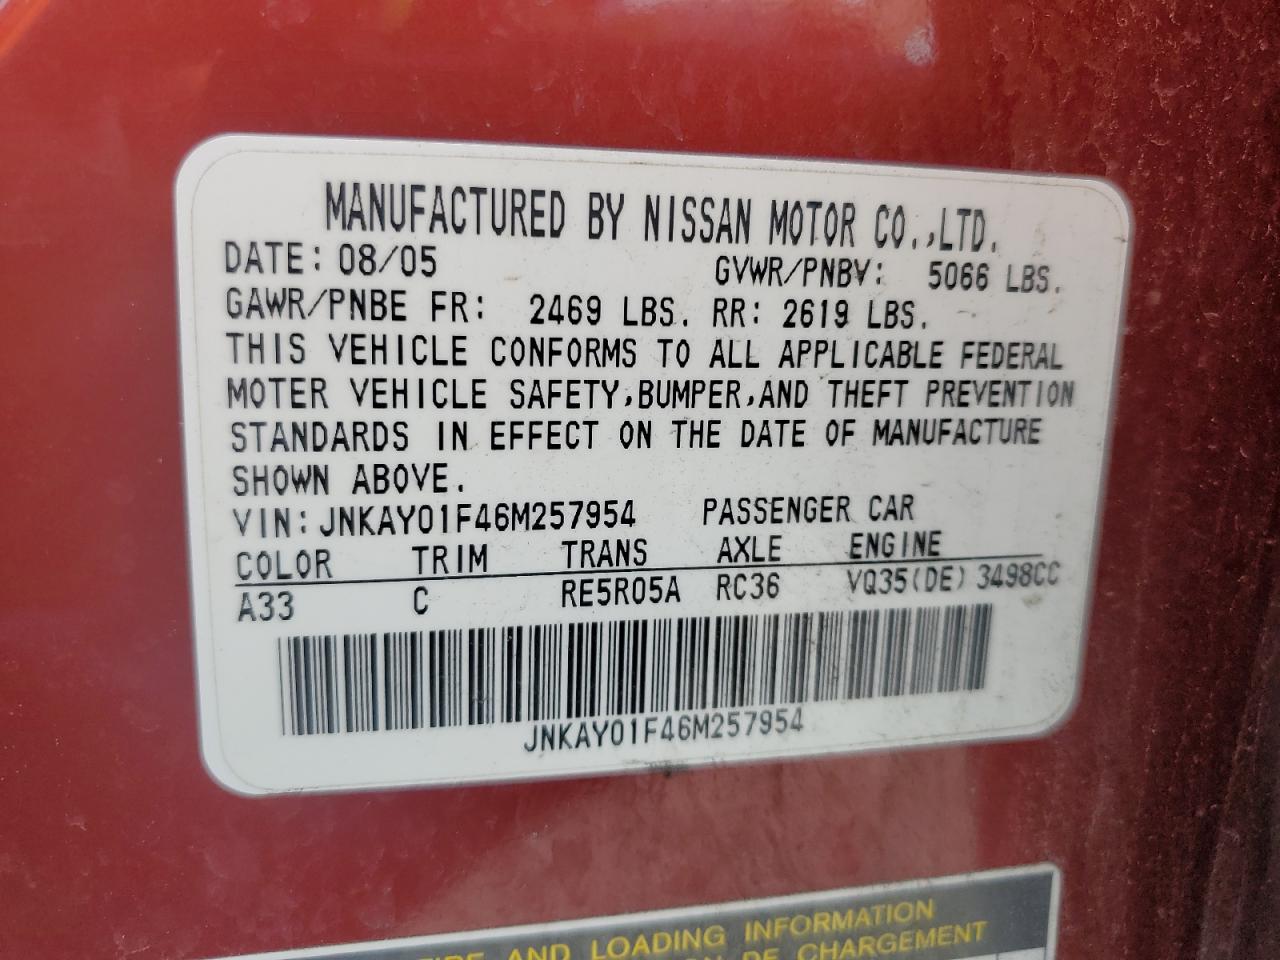 MANUFACTURED BY NISSAN MOTOR CO.,LTD.
DATE: 08/05 GVWR/PNBV: 5066 LBS.
GAWR/PNBE FR: 2469 LBS. RR: 2619 LBS.
THIS VEHICLE CONFORMS TO ALL APPLICABLE FEDERAL
MOTER VEHICLE SAFETY,BUMPER,AND THEFT PREVENTION
STANDARDS IN EFFECT ON THE DATE OF MANUFACTURE
SHOWN ABOVE.
VIN: JNKAY01F46M257954 PASSENGER CAR
COLOR TRIM TRANS AXLE ENGINE
A33 C RE5R05A RC36 VQ35(DE) 3498CC
JNKAY01F46M257954
AND LOADING INFORMATION
DE CHARGEMENT